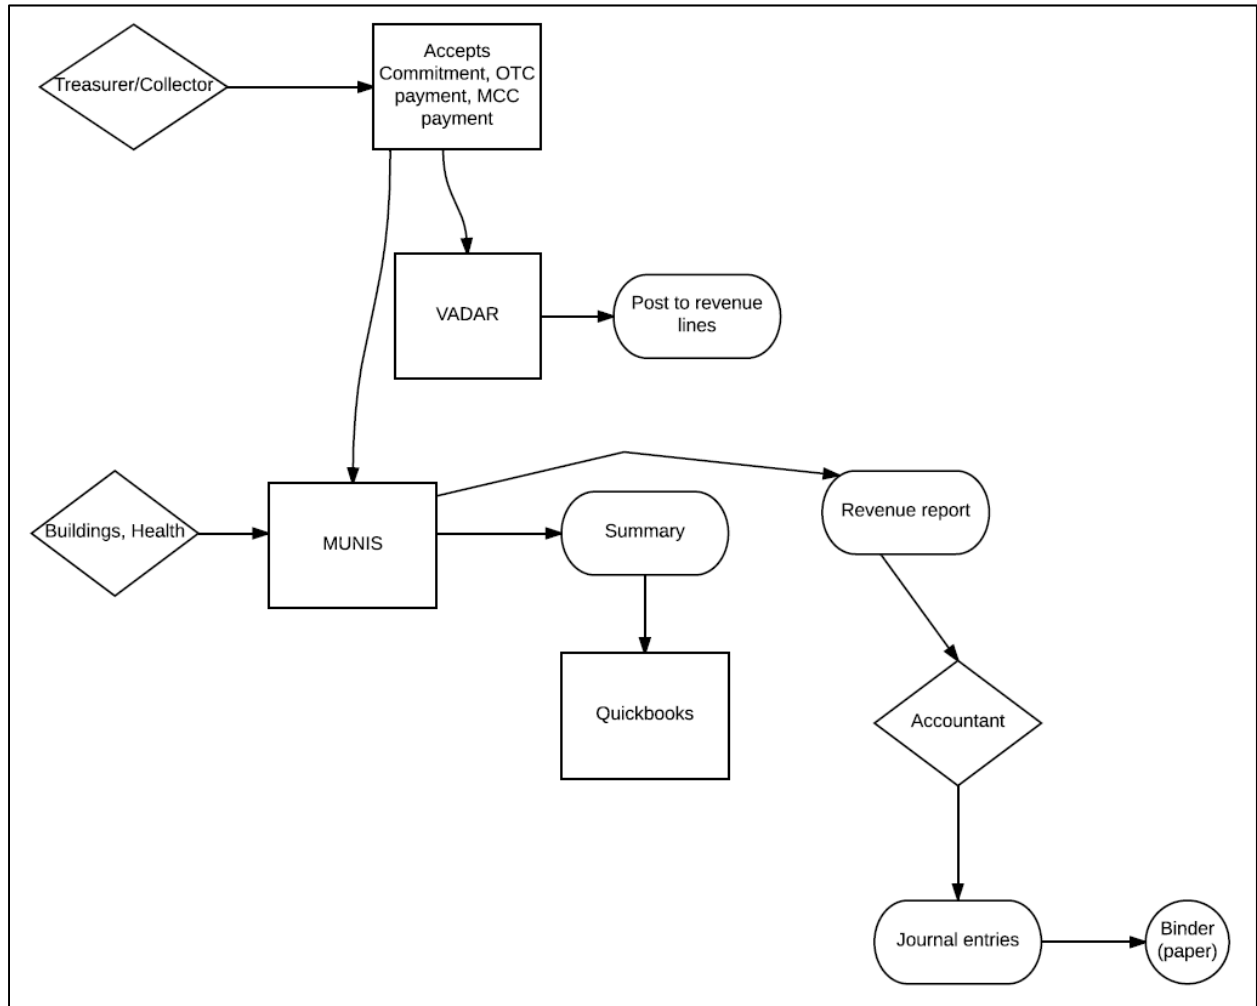 Treasurer/Collector
Accepts
Commitment, OTC
payment, MCC
payment
VADAR
Post to revenue
lines
Buildings, Health
MUNIS
Summary
Revenue report
Quickbooks
Accountant
Journal entries
Binder
(paper)